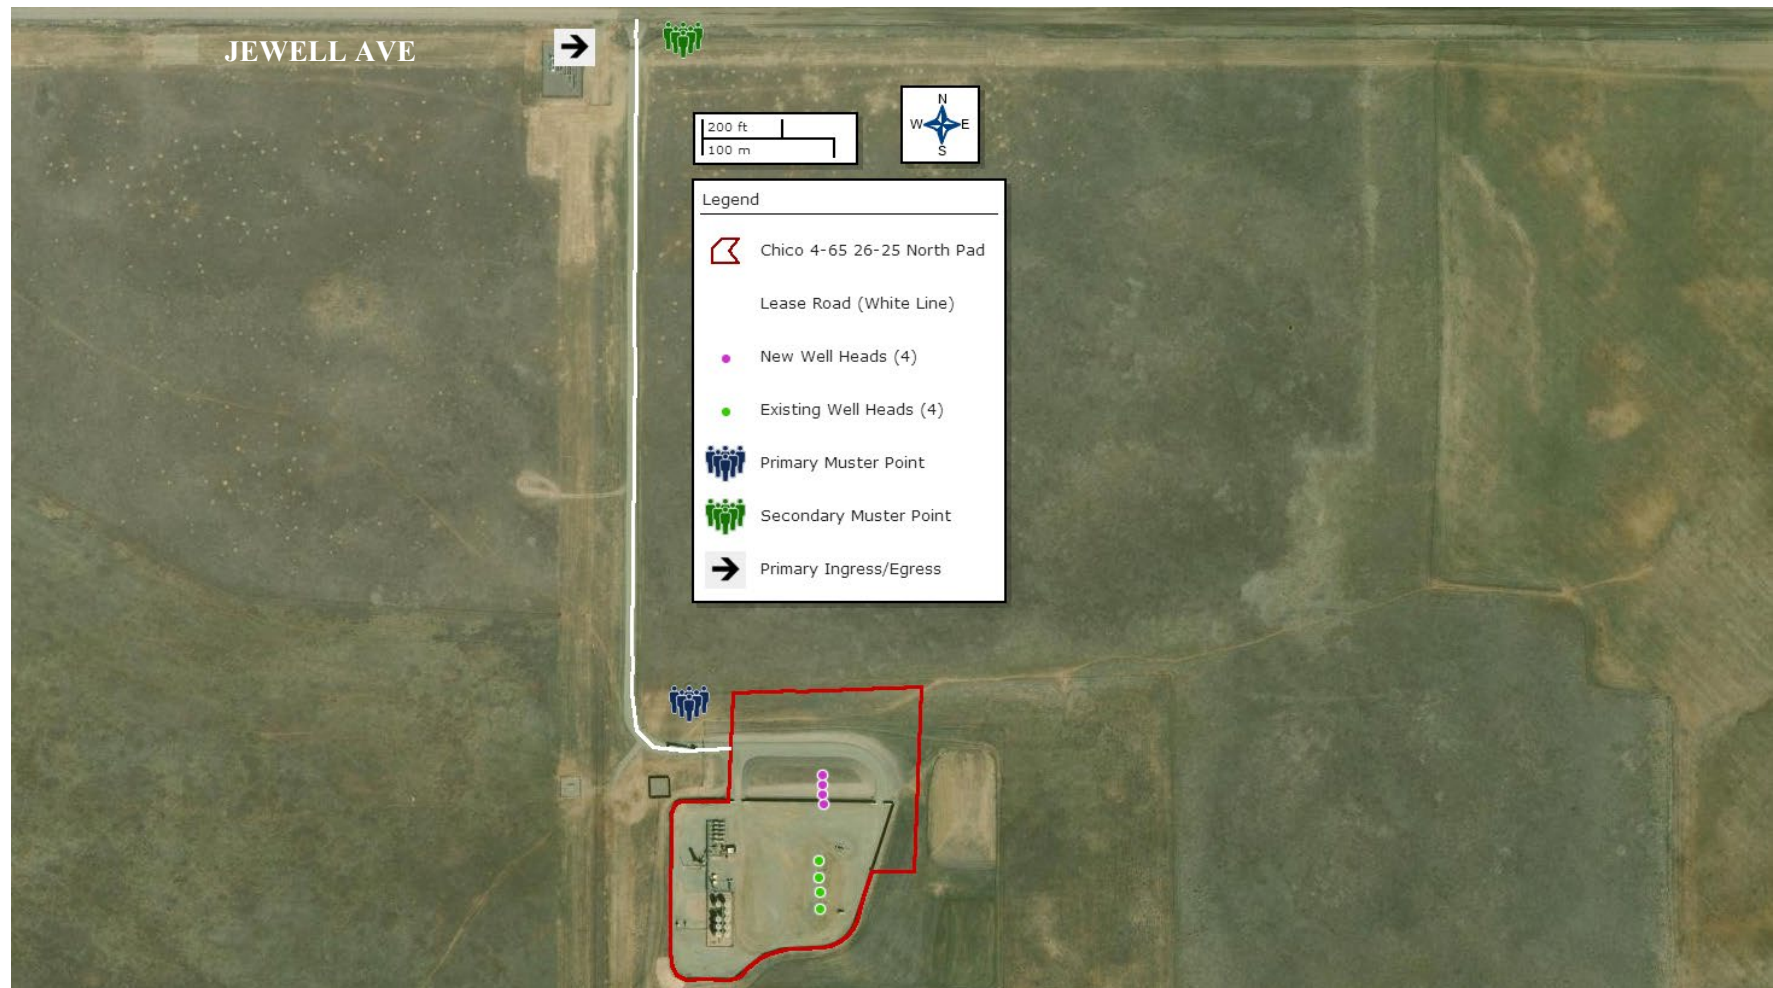 JEWELL AVE
200 ft
100 m
N
W E
S
Legend
Chico 4-65 26-25 North Pad
Lease Road (White Line)
New Well Heads (4)
Existing Well Heads (4)
Primary Muster Point
Secondary Muster Point
Primary Ingress/Egress